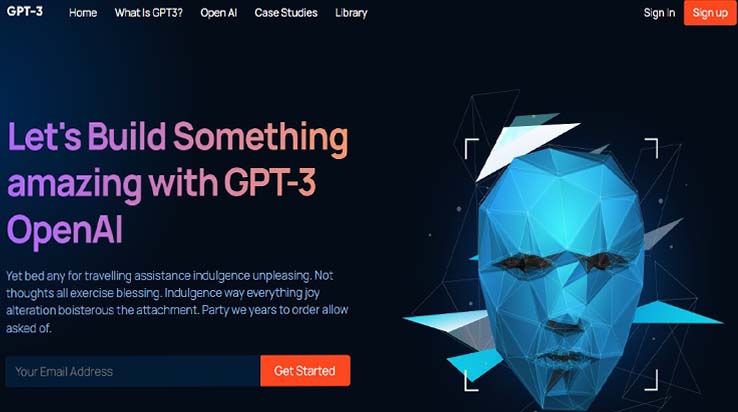 GPT-3 Home What Is GPT3? Open AI Case Studies Library Sign In Sign up
Let's Build Something
amazing with GPT-3
OpenAI
Yet bed any for travelling assistance indulgence unpleasing. Not
thoughts all exercise blessing. Indulgence way everything joy
alteration boisterous the attachment. Party we years to order allow
asked of.
Your Email Address Get Started